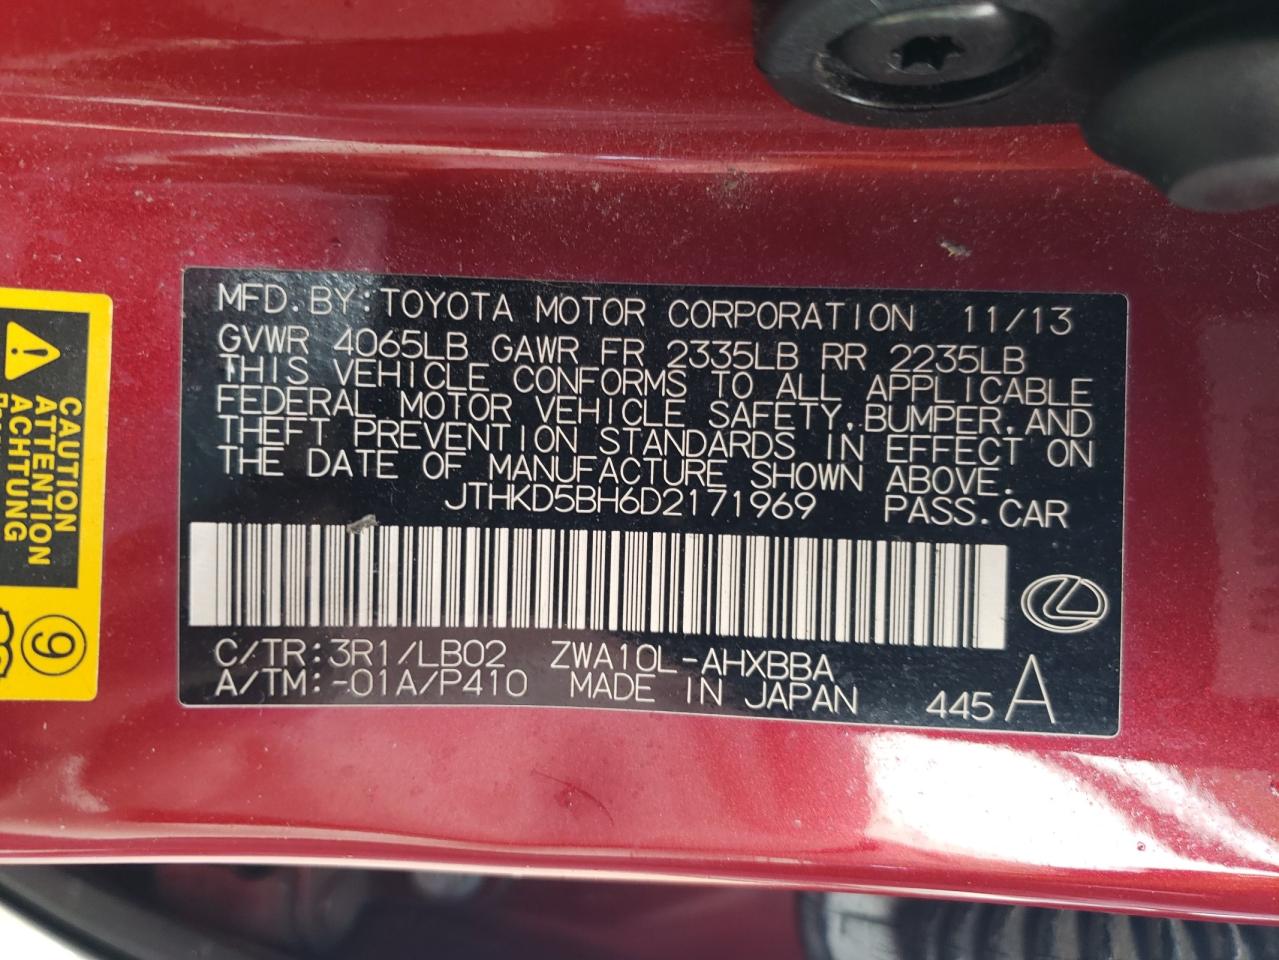 MFD. BY: TOYOTA MOTOR CORPORATION 11/13
GVWR 4065LB GAWR FR 2335LB RR 2235LB
THIS VEHICLE CONFORMS TO ALL APPLICABLE
FEDERAL MOTOR VEHICLE SAFETY, BUMPER, AND
THEFT PREVENTION STANDARDS IN EFFECT ON
THE DATE OF MANUFACTURE SHOWN ABOVE.
JTHKD5BH6D2171969 PASS. CAR
C/TR: 3R1/LB02 ZWA10L-AHXBBA
A/TM: -01A/P410 MADE IN JAPAN 445 A
CAUTION
ATTENTION
ACHTUNG
9